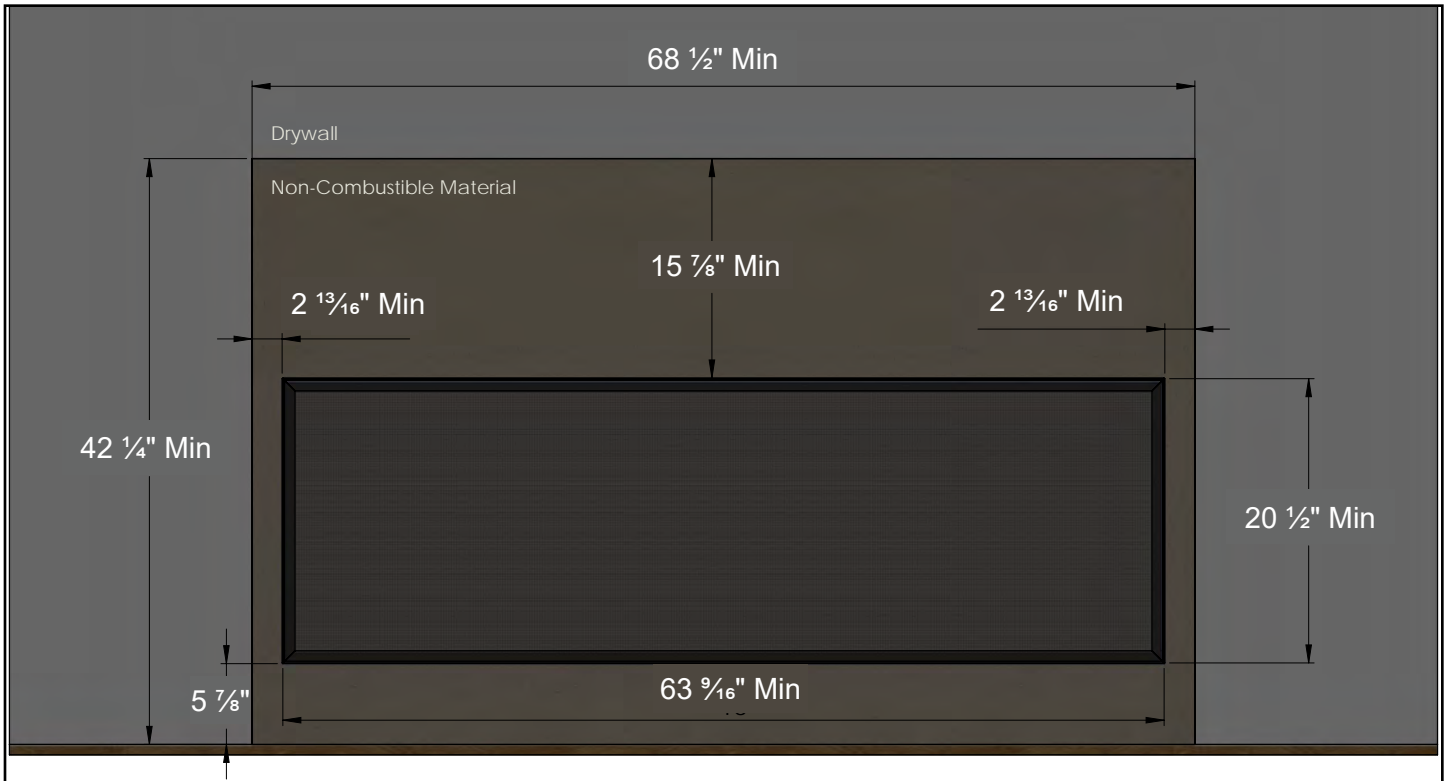 68 ½" Min
Drywall
Non-Combustible Material
15 ⅞" Min
2 ¹³⁄₁₆" Min
2 ¹³⁄₁₆" Min
42 ¼" Min
20 ½" Min
5 ⅞"
63 ⁹⁄₁₆" Min